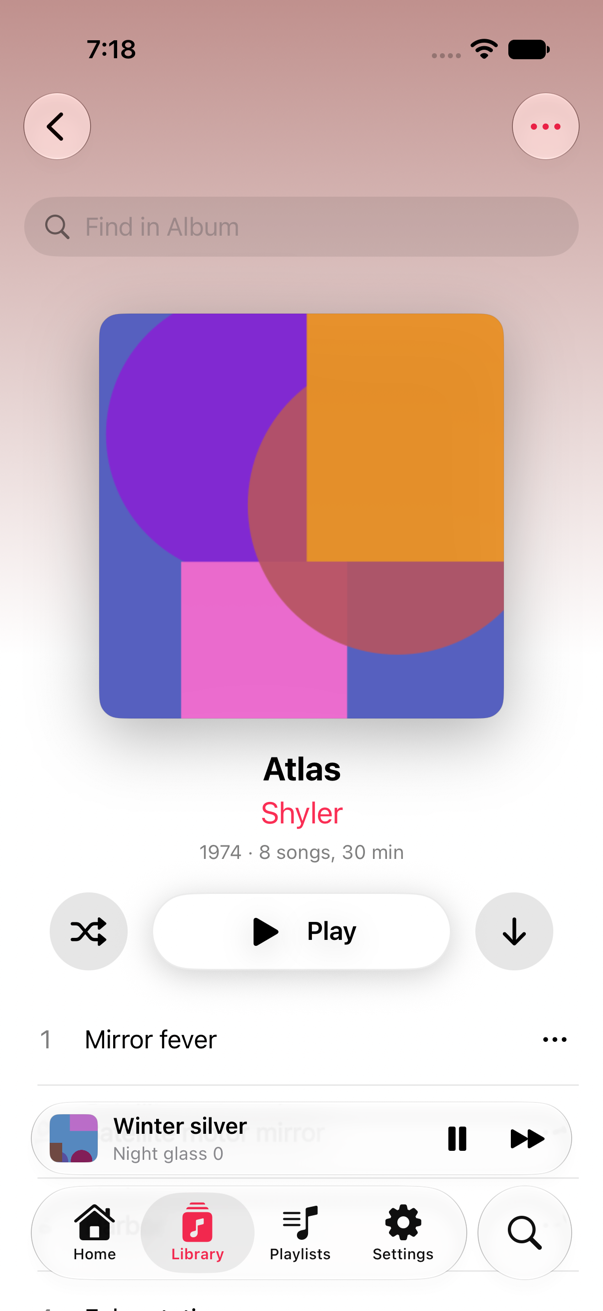 7:18
Find in Album
Atlas
Shyler
1974 · 8 songs, 30 min
Play
1 Mirror fever
Winter silver
Night glass 0
Home
Library
Playlists
Settings